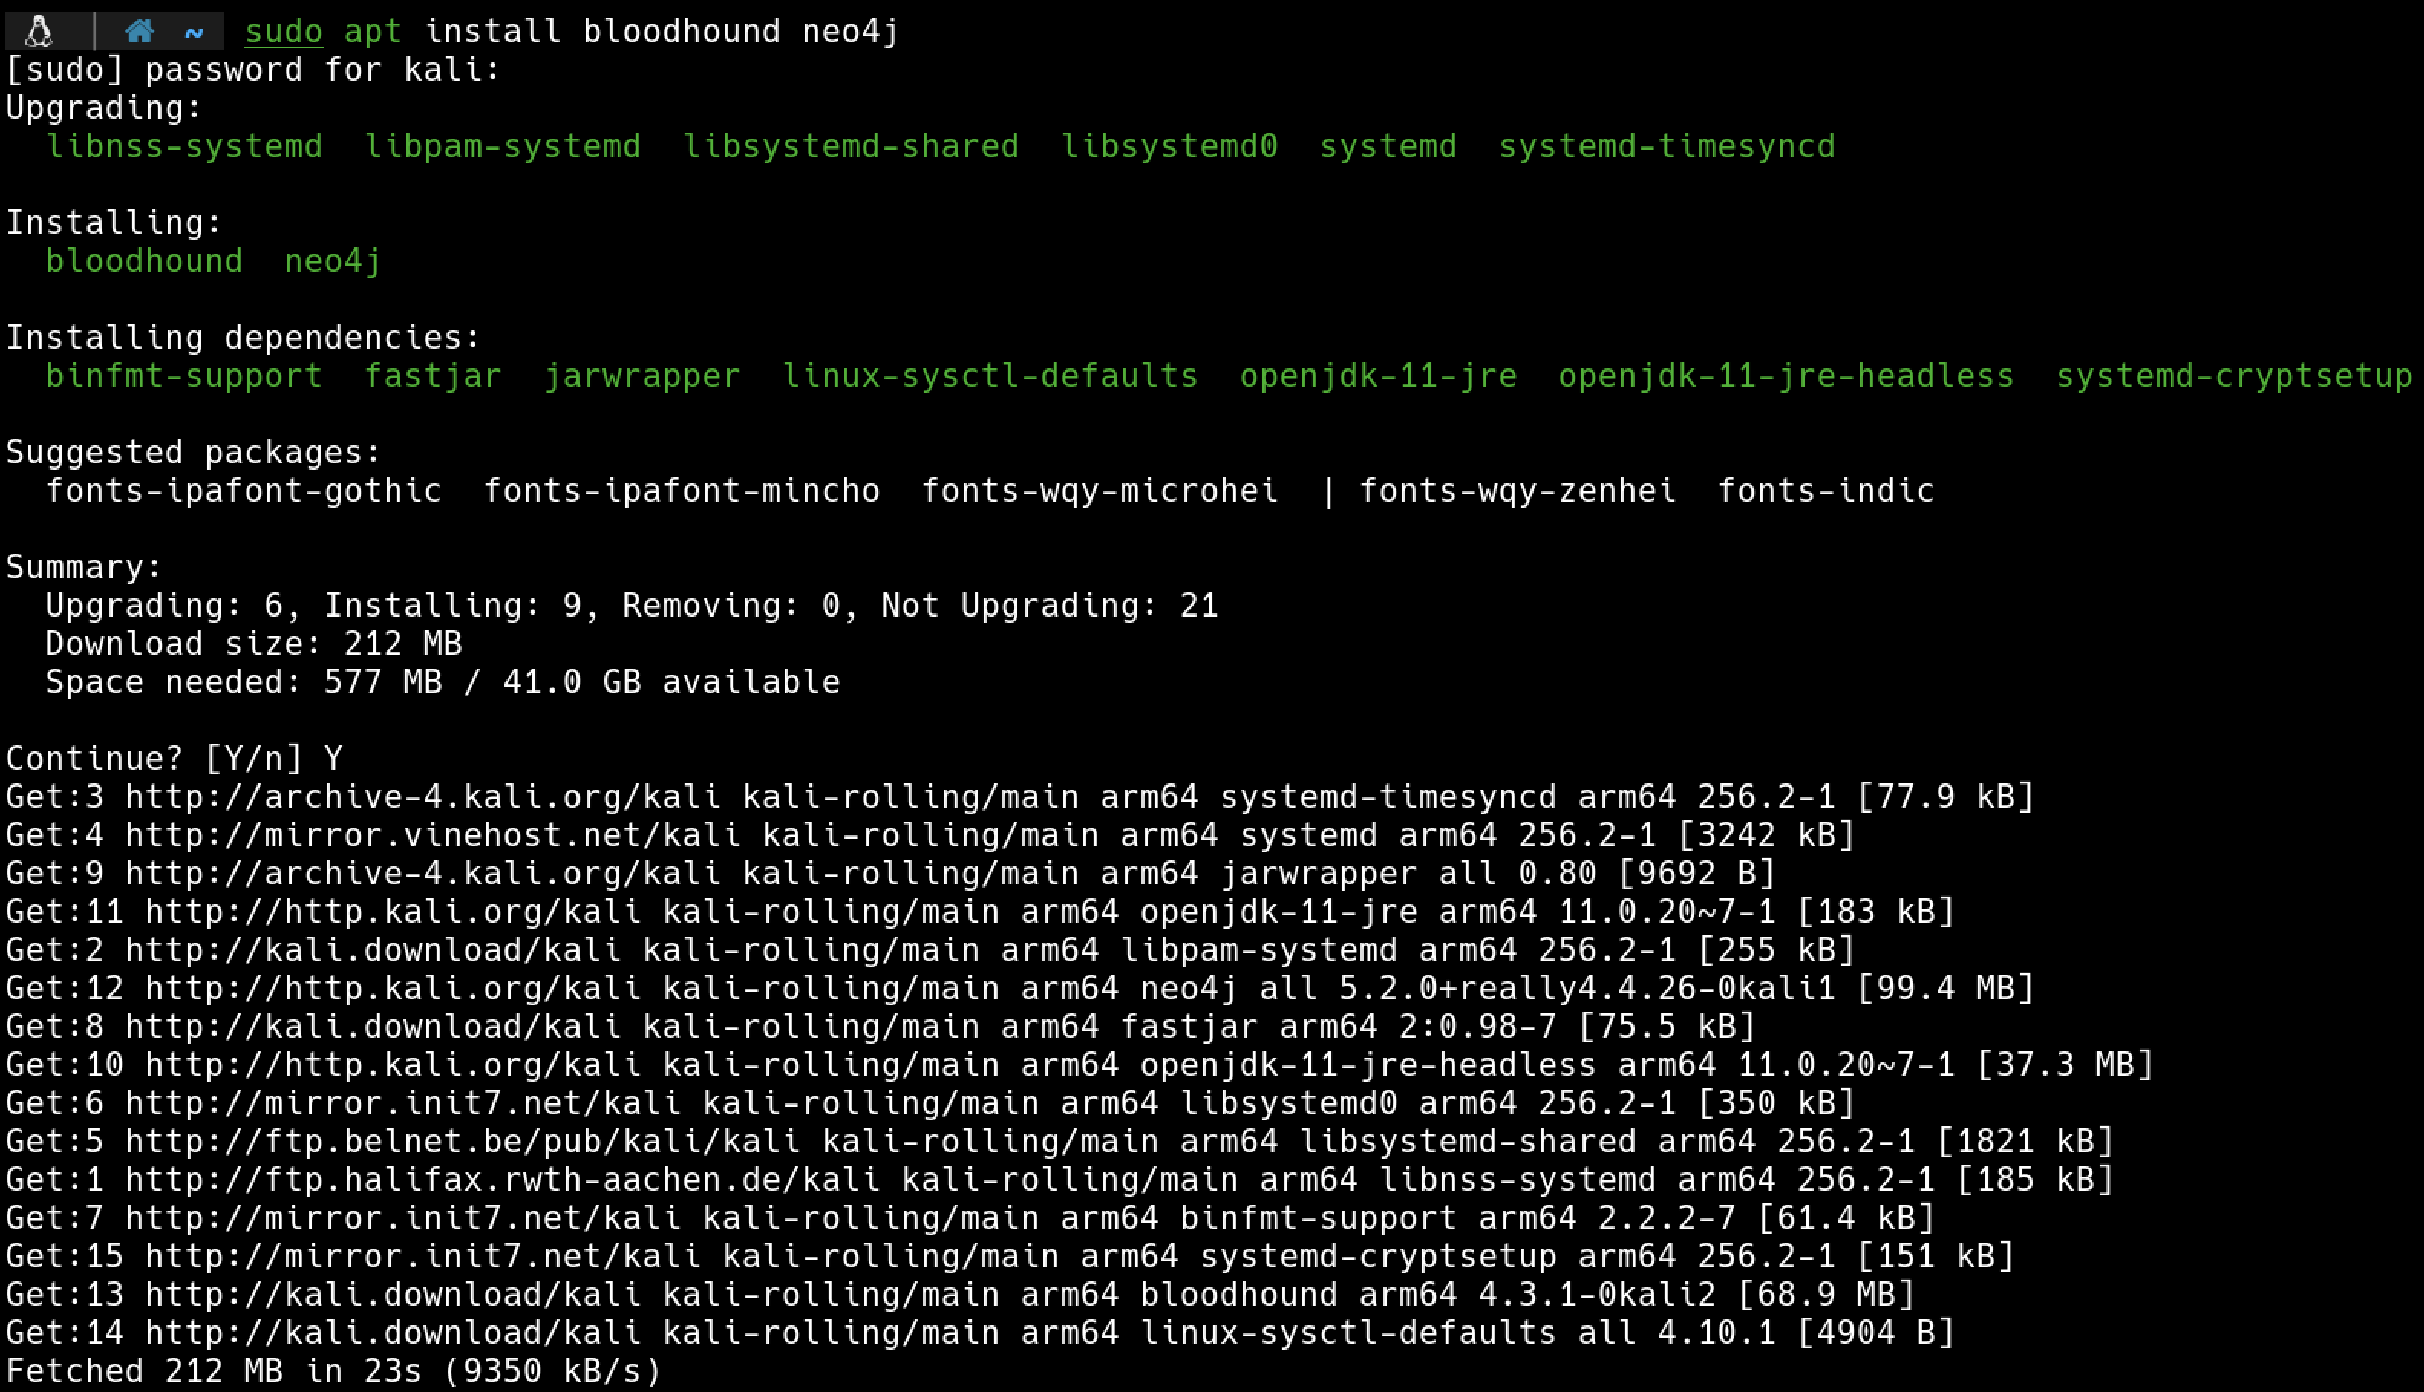 ~ sudo apt install bloodhound neo4j
[sudo] password for kali:
Upgrading:
libnss-systemd libpam-systemd libsystemd-shared libsystemd0 systemd systemd-timesyncd
Installing:
bloodhound neo4j
Installing dependencies:
binfmt-support fastjar jarwrapper linux-sysctl-defaults openjdk-11-jre openjdk-11-jre-headless systemd-cryptsetup
Suggested packages:
fonts-ipafont-gothic fonts-ipafont-mincho fonts-wqy-microhei | fonts-wqy-zenhei fonts-indic
Summary:
Upgrading: 6, Installing: 9, Removing: 0, Not Upgrading: 21
Download size: 212 MB
Space needed: 577 MB / 41.0 GB available
Continue? [Y/n] Y
Get:3 http://archive-4.kali.org/kali kali-rolling/main arm64 systemd-timesyncd arm64 256.2-1 [77.9 kB]
Get:4 http://mirror.vinehost.net/kali kali-rolling/main arm64 systemd arm64 256.2-1 [3242 kB]
Get:9 http://archive-4.kali.org/kali kali-rolling/main arm64 jarwrapper all 0.80 [9692 B]
Get:11 http://http.kali.org/kali kali-rolling/main arm64 openjdk-11-jre arm64 11.0.20~7-1 [183 kB]
Get:2 http://kali.download/kali kali-rolling/main arm64 libpam-systemd arm64 256.2-1 [255 kB]
Get:12 http://http.kali.org/kali kali-rolling/main arm64 neo4j all 5.2.0+really4.4.26-0kali1 [99.4 MB]
Get:8 http://kali.download/kali kali-rolling/main arm64 fastjar arm64 2:0.98-7 [75.5 kB]
Get:10 http://http.kali.org/kali kali-rolling/main arm64 openjdk-11-jre-headless arm64 11.0.20~7-1 [37.3 MB]
Get:6 http://mirror.init7.net/kali kali-rolling/main arm64 libsystemd0 arm64 256.2-1 [350 kB]
Get:5 http://ftp.belnet.be/pub/kali/kali kali-rolling/main arm64 libsystemd-shared arm64 256.2-1 [1821 kB]
Get:1 http://ftp.halifax.rwth-aachen.de/kali kali-rolling/main arm64 libnss-systemd arm64 256.2-1 [185 kB]
Get:7 http://mirror.init7.net/kali kali-rolling/main arm64 binfmt-support arm64 2.2.2-7 [61.4 kB]
Get:15 http://mirror.init7.net/kali kali-rolling/main arm64 systemd-cryptsetup arm64 256.2-1 [151 kB]
Get:13 http://kali.download/kali kali-rolling/main arm64 bloodhound arm64 4.3.1-0kali2 [68.9 MB]
Get:14 http://kali.download/kali kali-rolling/main arm64 linux-sysctl-defaults all 4.10.1 [4904 B]
Fetched 212 MB in 23s (9350 kB/s)